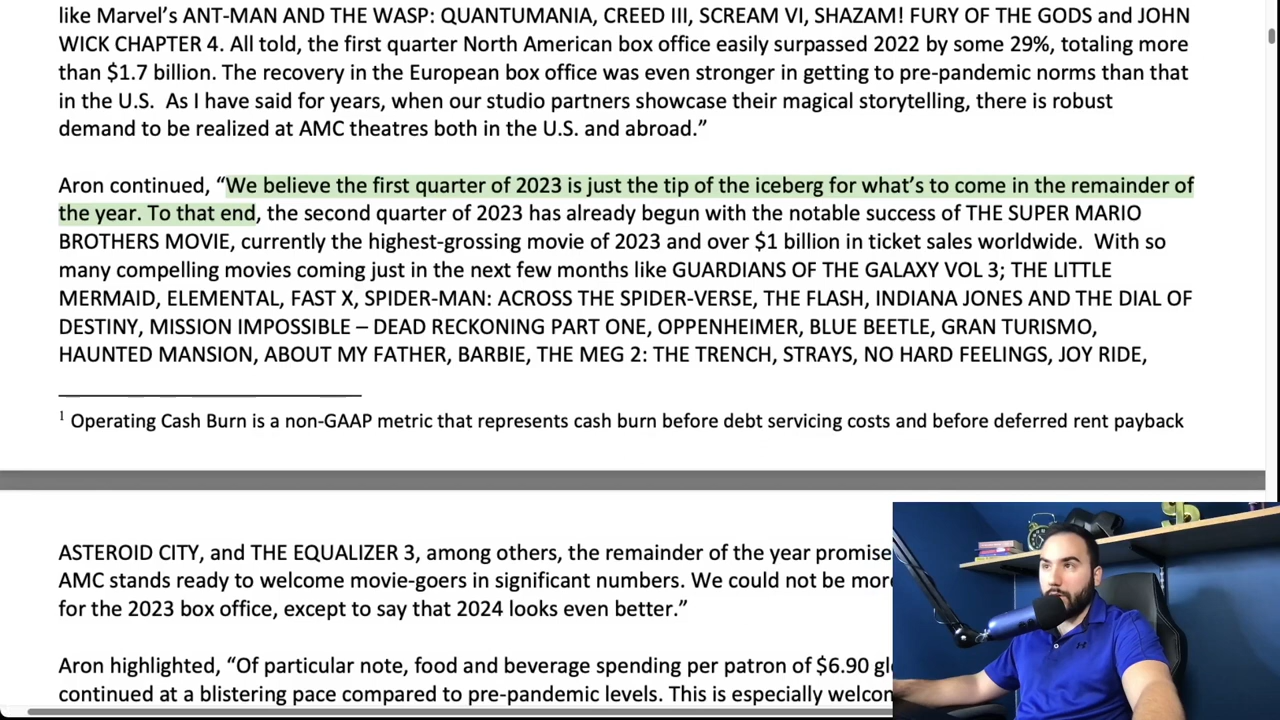 like Marvel’s ANT-MAN AND THE WASP: QUANTUMANIA, CREED III, SCREAM VI, SHAZAM! FURY OF THE GODS and JOHN
WICK CHAPTER 4. All told, the first quarter North American box office easily surpassed 2022 by some 29%, totaling more
than $1.7 billion. The recovery in the European box office was even stronger in getting to pre-pandemic norms than that
in the U.S.  As I have said for years, when our studio partners showcase their magical storytelling, there is robust
demand to be realized at AMC theatres both in the U.S. and abroad.”
Aron continued, “We believe the first quarter of 2023 is just the tip of the iceberg for what’s to come in the remainder of
the year. To that end, the second quarter of 2023 has already begun with the notable success of THE SUPER MARIO
BROTHERS MOVIE, currently the highest-grossing movie of 2023 and over $1 billion in ticket sales worldwide.  With so
many compelling movies coming just in the next few months like GUARDIANS OF THE GALAXY VOL 3; THE LITTLE
MERMAID, ELEMENTAL, FAST X, SPIDER-MAN: ACROSS THE SPIDER-VERSE, THE FLASH, INDIANA JONES AND THE DIAL OF
DESTINY, MISSION IMPOSSIBLE – DEAD RECKONING PART ONE, OPPENHEIMER, BLUE BEETLE, GRAN TURISMO,
HAUNTED MANSION, ABOUT MY FATHER, BARBIE, THE MEG 2: THE TRENCH, STRAYS, NO HARD FEELINGS, JOY RIDE,
1 Operating Cash Burn is a non-GAAP metric that represents cash burn before debt servicing costs and before deferred rent payback
ASTEROID CITY, and THE EQUALIZER 3, among others, the remainder of the year promise
AMC stands ready to welcome movie-goers in significant numbers. We could not be mor
for the 2023 box office, except to say that 2024 looks even better.”
Aron highlighted, “Of particular note, food and beverage spending per patron of $6.90 gl
continued at a blistering pace compared to pre-pandemic levels. This is especially welcon